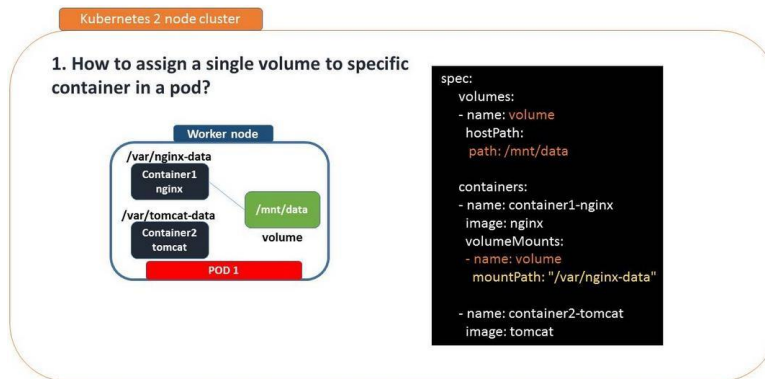 Kubernetes 2 node cluster
1. How to assign a single volume to specific
container in a pod?
Worker node
/var/nginx-data
Container1
nginx
/mnt/data
volume
/var/tomcat-data
Container2
tomcat
POD 1
spec:
volumes:
- name: volume
hostPath:
path: /mnt/data
containers:
- name: container1-nginx
image: nginx
volumeMounts:
- name: volume
mountPath: "/var/nginx-data"
- name: container2-tomcat
image: tomcat